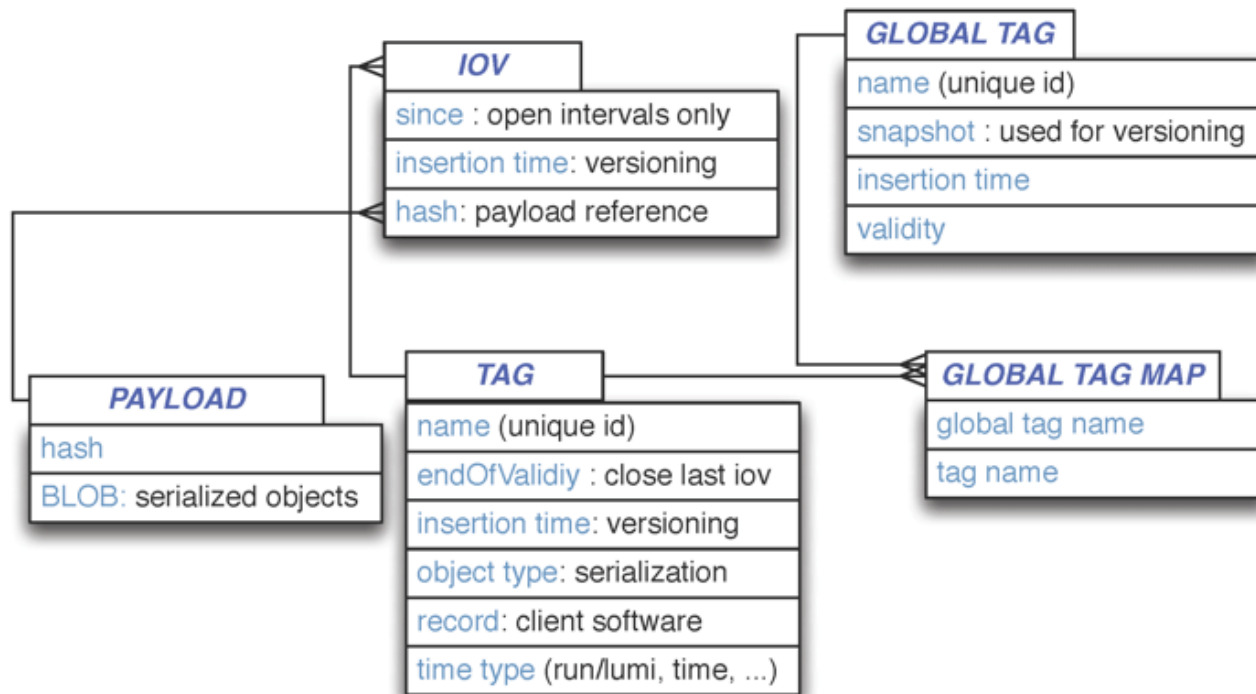 IOV
since : open intervals only
insertion time: versioning
hash: payload reference
GLOBAL TAG
name (unique id)
snapshot : used for versioning
insertion time
validity
PAYLOAD
hash
BLOB: serialized objects
TAG
name (unique id)
endOfValidiy : close last iov
insertion time: versioning
object type: serialization
record: client software
time type (run/lumi, time, ...)
GLOBAL TAG MAP
global tag name
tag name